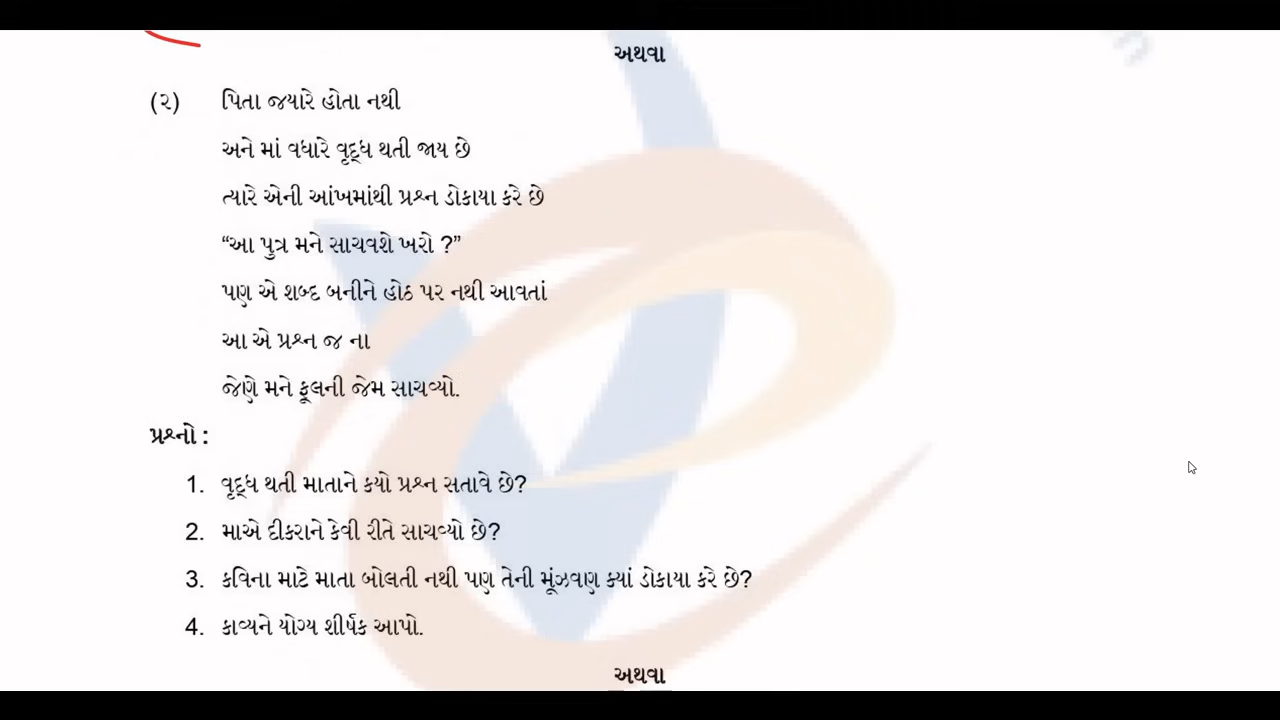 અથવા
(૨) પિતા જયારે હોતા નથી
અને માં વધારે વૃદ્ધ થતી જાય છે
ત્યારે એની આંખમાંથી પ્રશ્ન ડોકાયા કરે છે
“આ પુત્ર મને સાચવશે ખરો ?”
પણ એ શબ્દ બનીને હોઠ પર નથી આવતાં
આ એ પ્રશ્ન જ ના
જેણે મને ફૂલની જેમ સાચવ્યો.
પ્રશ્નો :
1. વૃદ્ધ થતી માતાને કયો પ્રશ્ન સતાવે છે?
2. માએ દીકરાને કેવી રીતે સાચવ્યો છે?
3. કવિના માટે માતા બોલતી નથી પણ તેની મૂંઝવણ ક્યાં ડોકાયા કરે છે?
4. કાવ્યને યોગ્ય શીર્ષક આપો.
અથવા